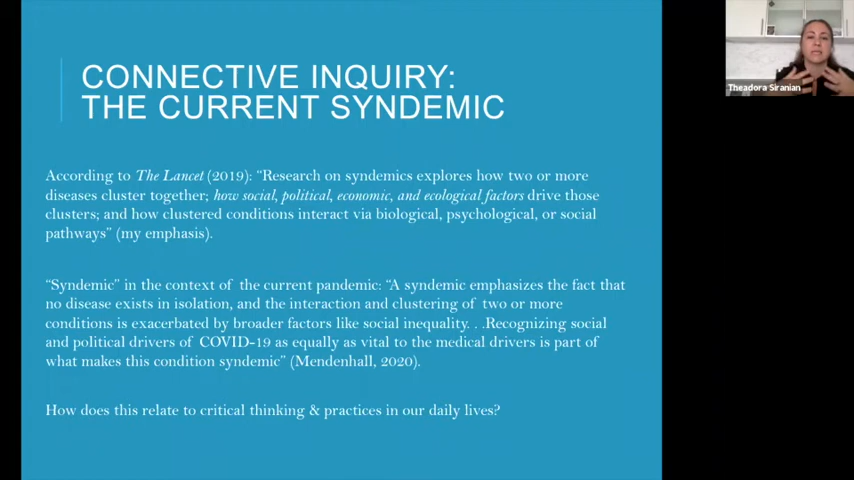 CONNECTIVE INQUIRY:
THE CURRENT SYNDEMIC
According to The Lancet (2019): “Research on syndemics explores how two or more
diseases cluster together; how social, political, economic, and ecological factors drive those
clusters; and how clustered conditions interact via biological, psychological, or social
pathways” (my emphasis).
“Syndemic” in the context of the current pandemic: “A syndemic emphasizes the fact that
no disease exists in isolation, and the interaction and clustering of two or more
conditions is exacerbated by broader factors like social inequality. . .Recognizing social
and political drivers of COVID-19 as equally as vital to the medical drivers is part of
what makes this condition syndemic” (Mendenhall, 2020).
How does this relate to critical thinking & practices in our daily lives?
Theadora Siranian